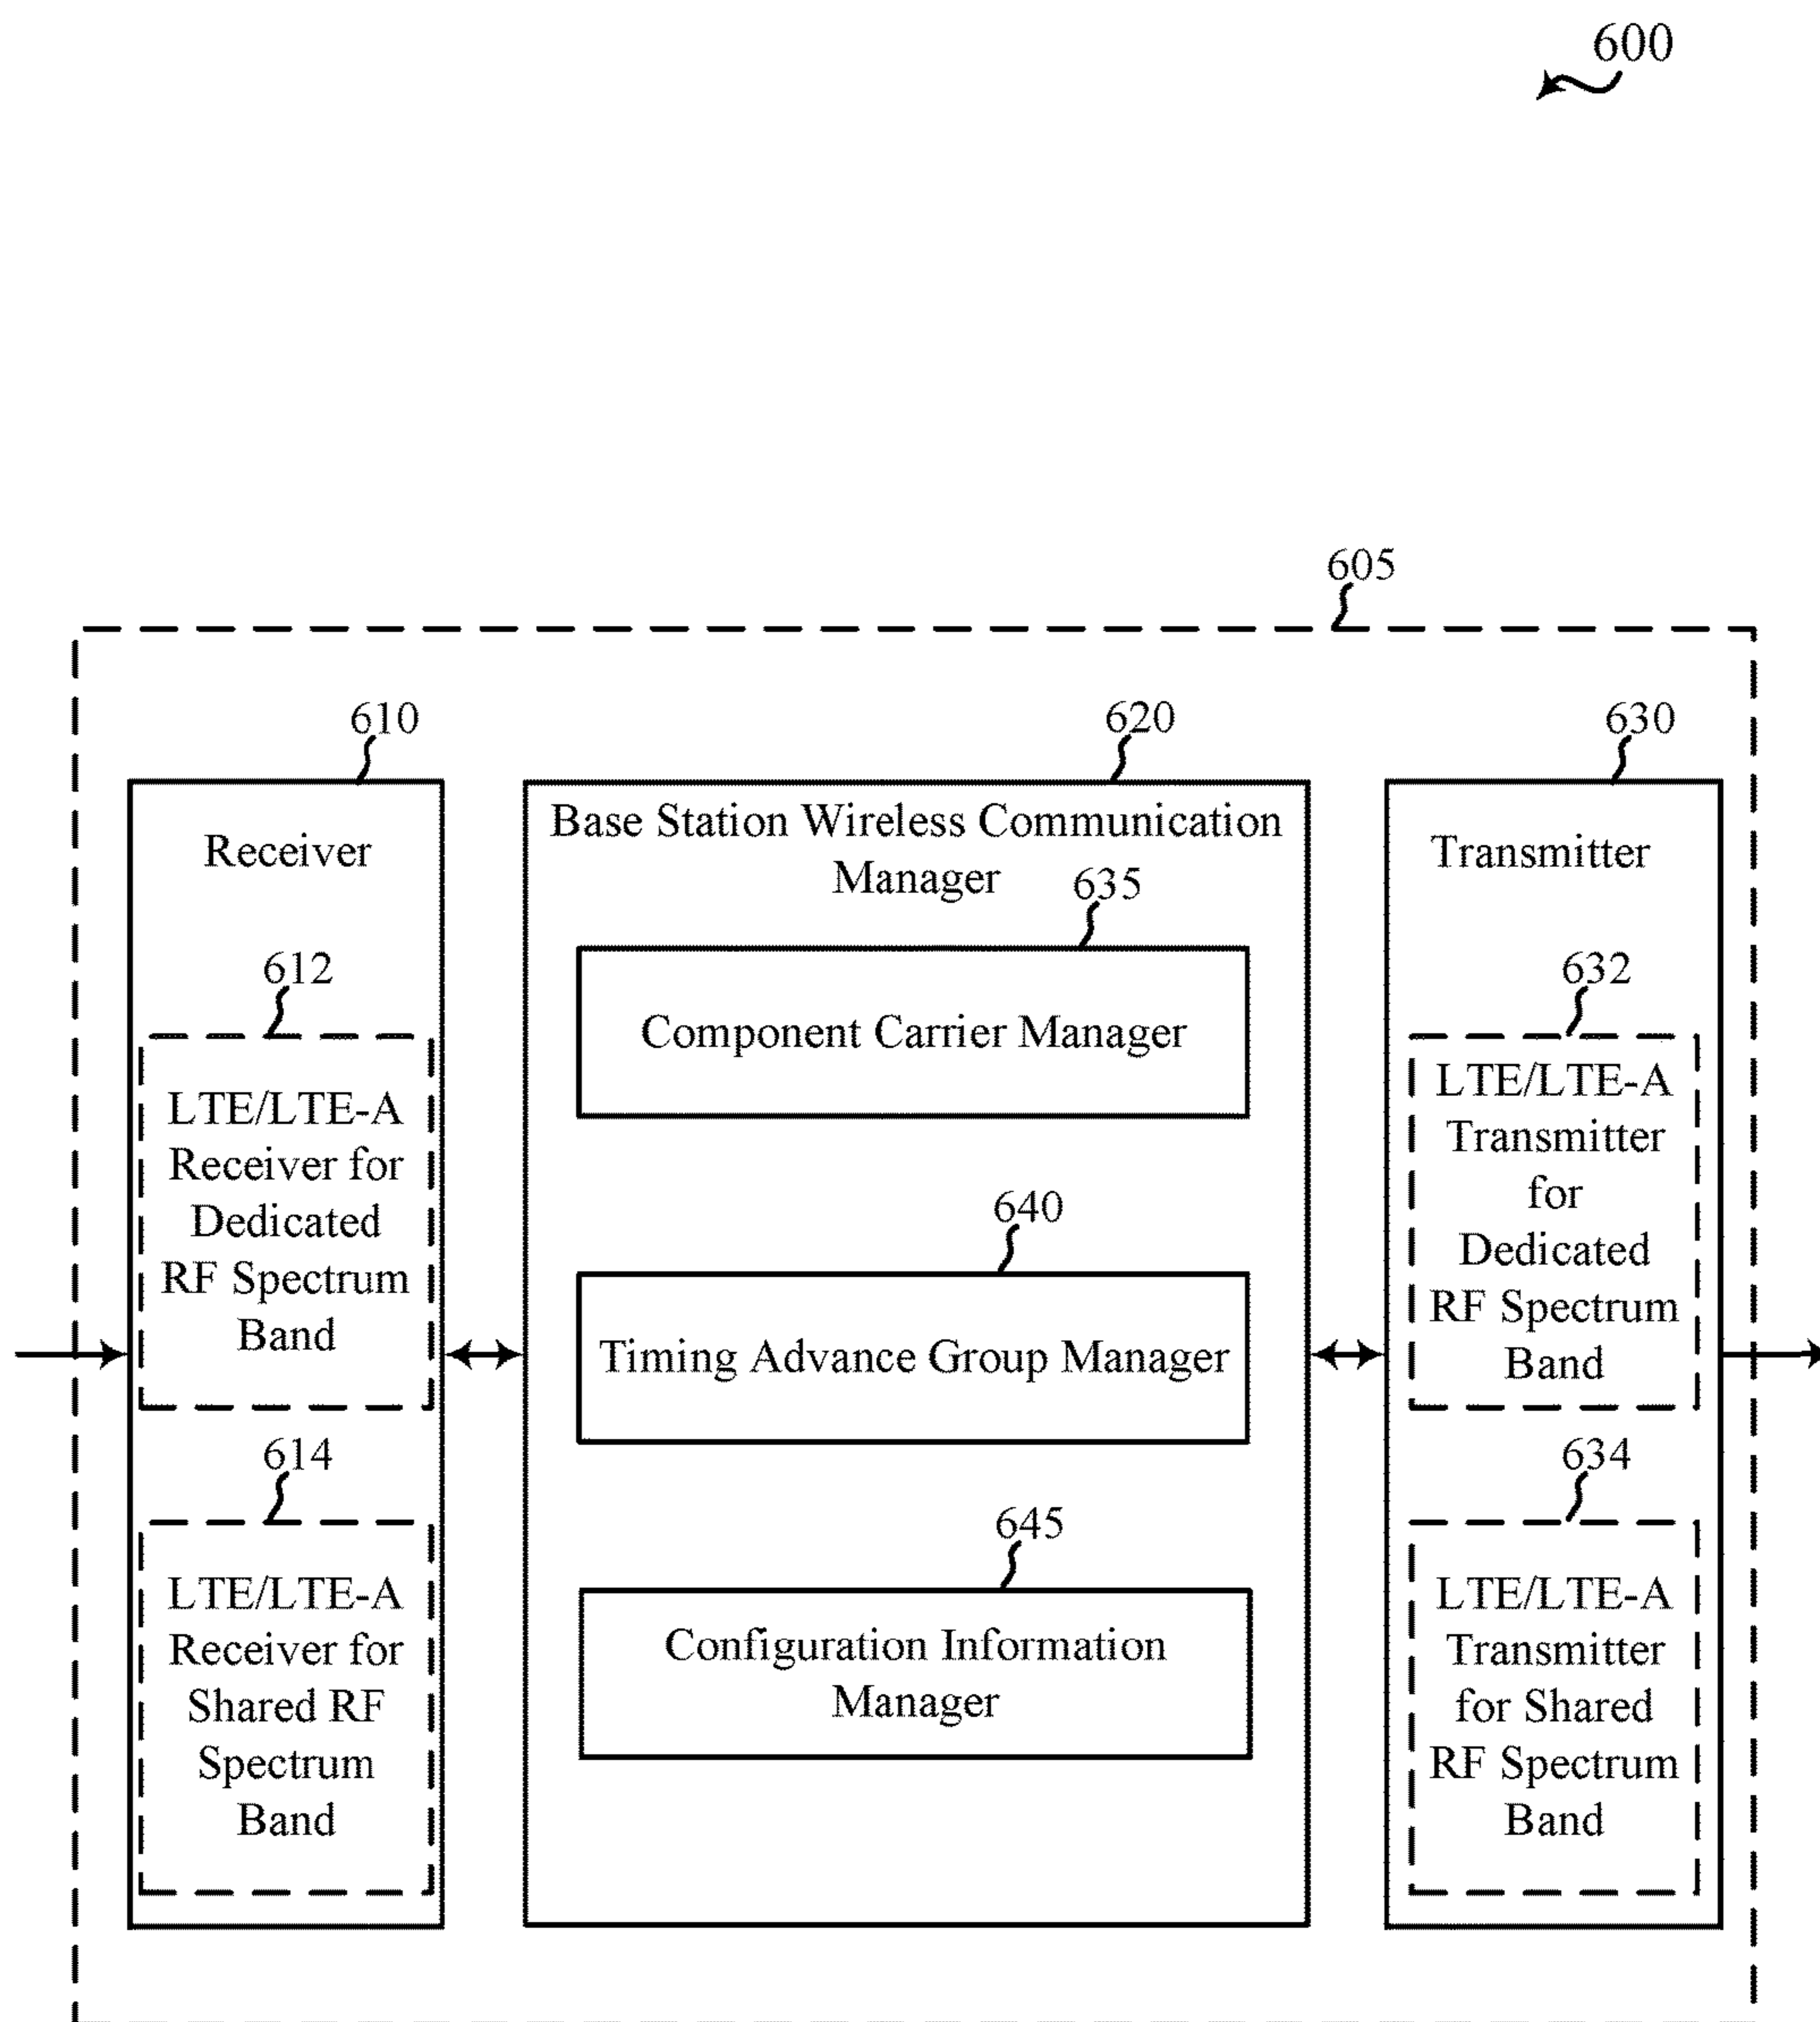 600
605
610
620
630
Receiver
Base Station Wireless Communication
Manager
Transmitter
635
Component Carrier Manager
612
LTE/LTE-A
Receiver for
Dedicated
RF Spectrum
Band
632
LTE/LTE-A
Transmitter
for
Dedicated
RF Spectrum
Band
640
Timing Advance Group Manager
614
LTE/LTE-A
Receiver for
Shared RF
Spectrum
Band
645
Configuration Information
Manager
634
LTE/LTE-A
Transmitter
for Shared
RF Spectrum
Band